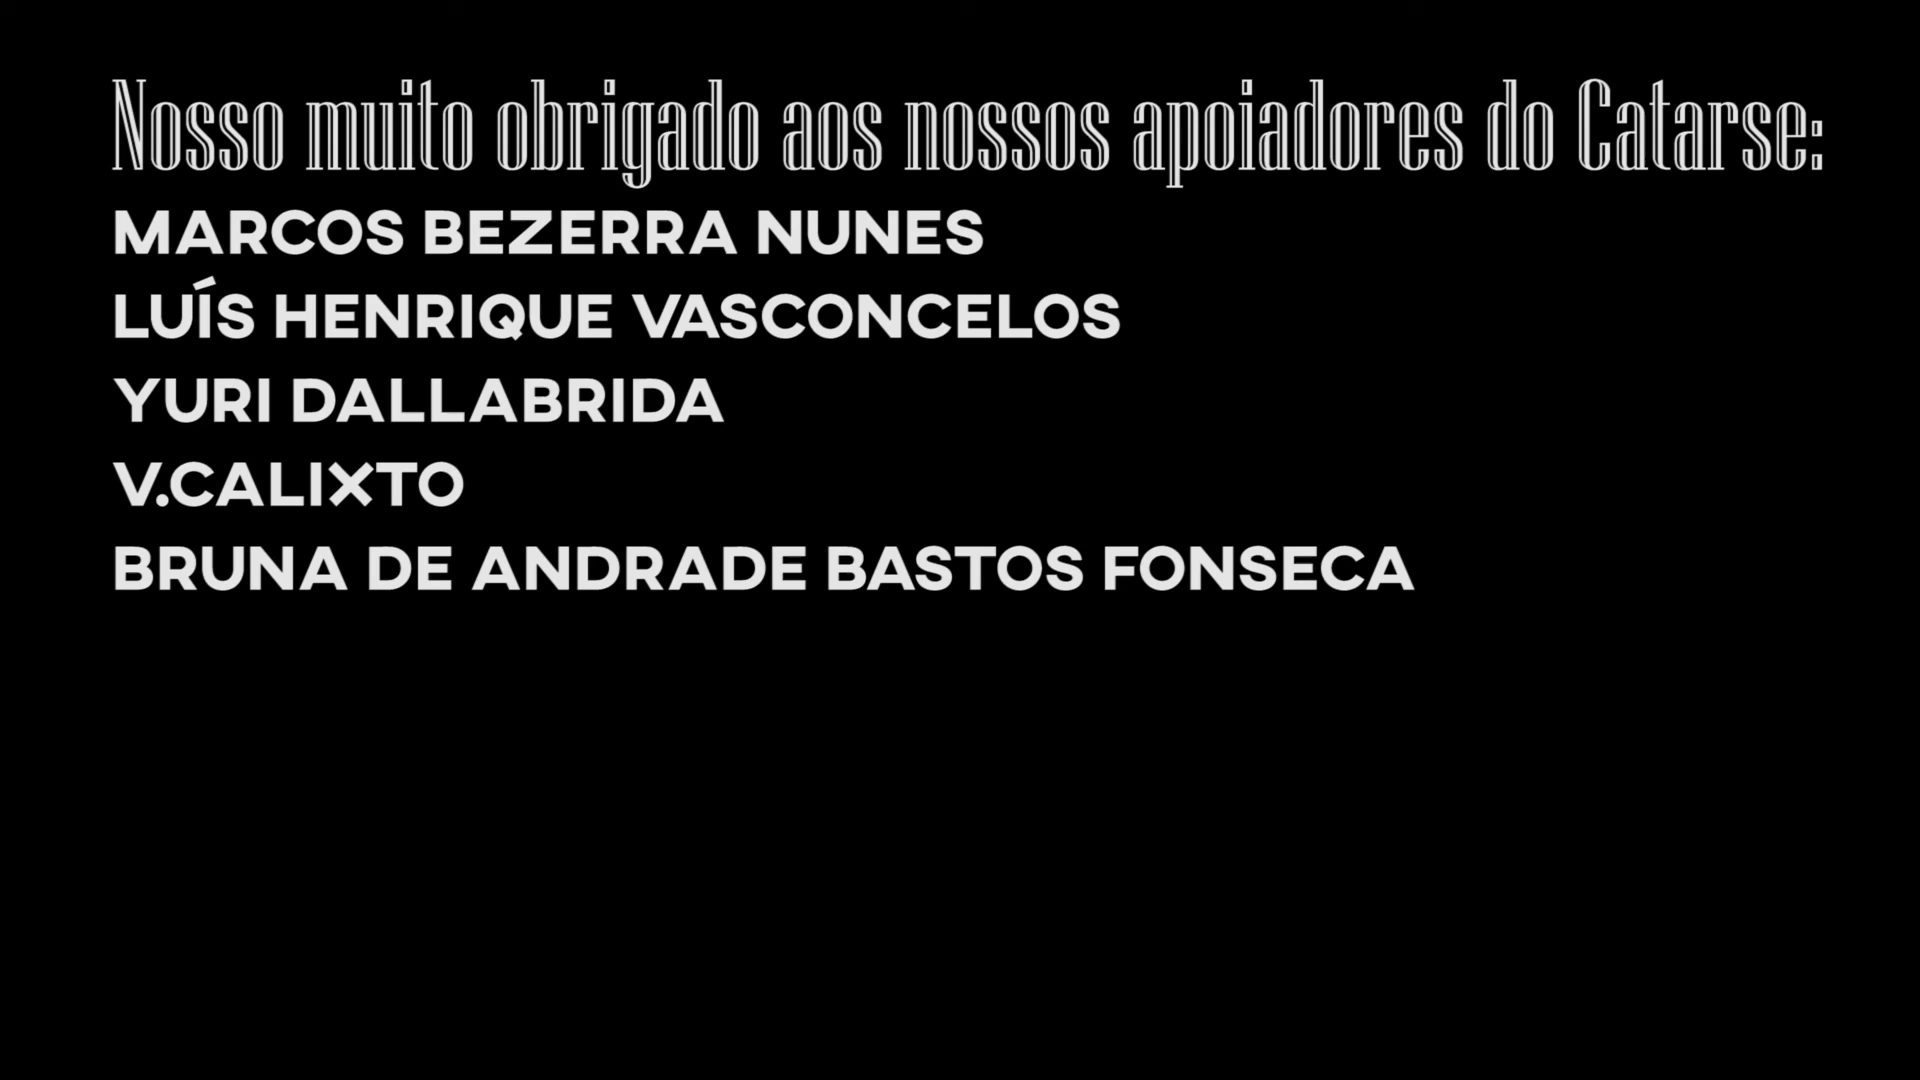 Nosso muito obrigado aos nossos apoiadores do Catarse:
MARCOS BEZERRA NUNES
LUÍS HENRIQUE VASCONCELOS
YURI DALLABRIDA
V.CALIXTO
BRUNA DE ANDRADE BASTOS FONSECA